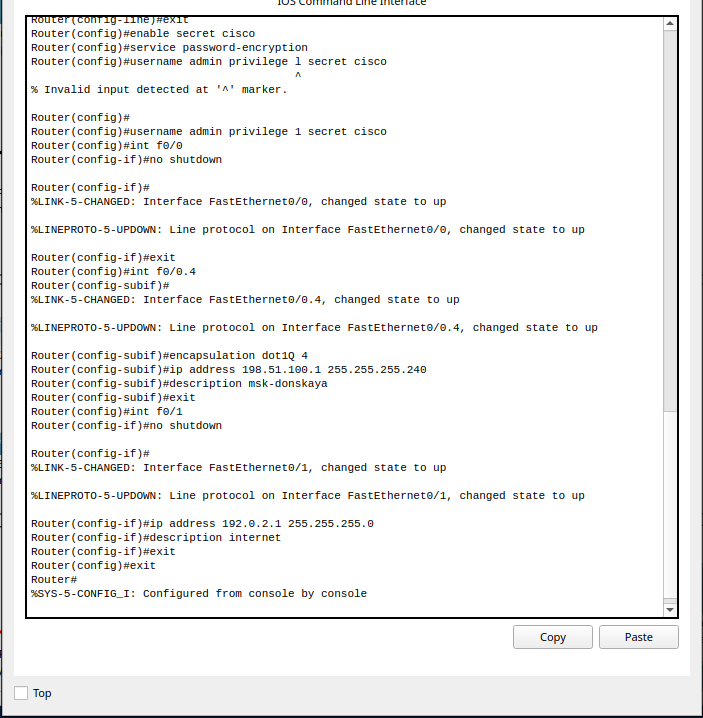 IOS Command Line Interface
Router(config-line)#exit
Router(config)#enable secret cisco
Router(config)#service password-encryption
Router(config)#username admin privilege l secret cisco
^
% Invalid input detected at '^' marker.
Router(config)#
Router(config)#username admin privilege 1 secret cisco
Router(config)#int f0/0
Router(config-if)#no shutdown
Router(config-if)#
%LINK-5-CHANGED: Interface FastEthernet0/0, changed state to up
%LINEPROTO-5-UPDOWN: Line protocol on Interface FastEthernet0/0, changed state to up
Router(config-if)#exit
Router(config)#int f0/0.4
Router(config-subif)#
%LINK-5-CHANGED: Interface FastEthernet0/0.4, changed state to up
%LINEPROTO-5-UPDOWN: Line protocol on Interface FastEthernet0/0.4, changed state to up
Router(config-subif)#encapsulation dot1Q 4
Router(config-subif)#ip address 198.51.100.1 255.255.255.240
Router(config-subif)#description msk-donskaya
Router(config-subif)#exit
Router(config)#int f0/1
Router(config-if)#no shutdown
Router(config-if)#
%LINK-5-CHANGED: Interface FastEthernet0/1, changed state to up
%LINEPROTO-5-UPDOWN: Line protocol on Interface FastEthernet0/1, changed state to up
Router(config-if)#ip address 192.0.2.1 255.255.255.0
Router(config-if)#description internet
Router(config-if)#exit
Router(config)#exit
Router#
%SYS-5-CONFIG_I: Configured from console by console
Copy
Paste
Top